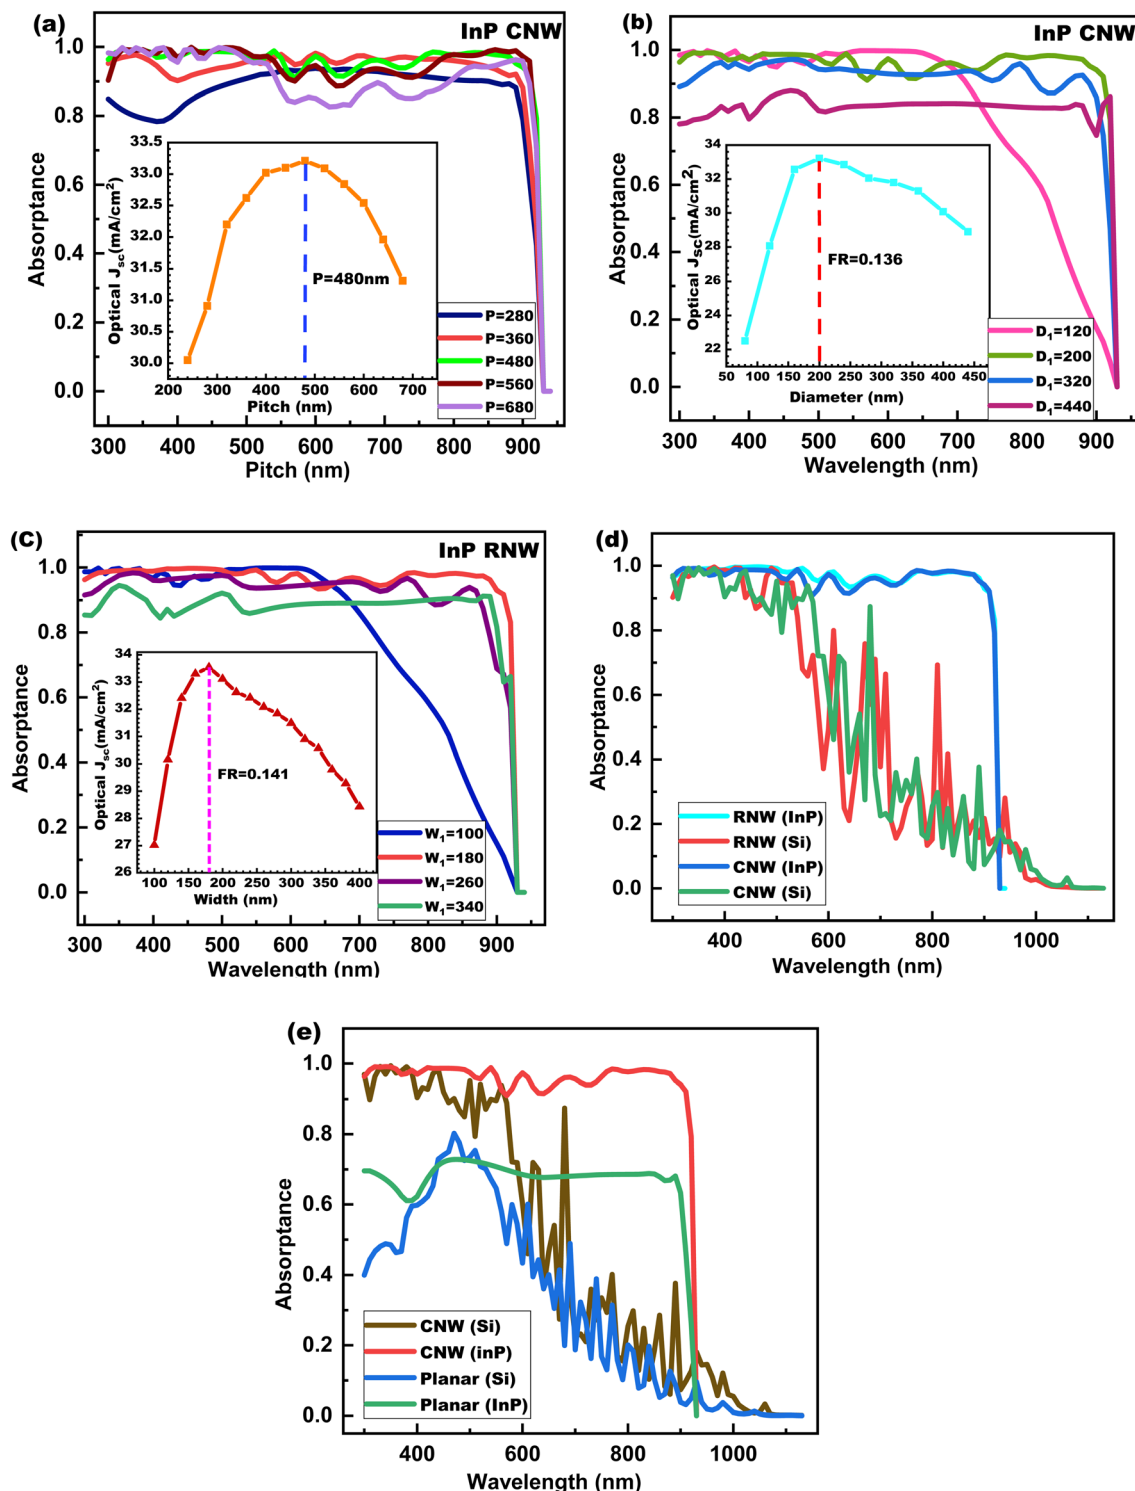 (a)
InP CNW
Absorptance
1.0
0.8
0.6
0.4
0.2
0.0
300 400 500 600 700 800 900
Pitch (nm)
Optical Jsc(mA/cm²)
33.5
33.0
32.5
32.0
31.5
31.0
30.5
30.0
200 300 400 500 600 700
Pitch (nm)
P=480nm
P=280
P=360
P=480
P=560
P=680
(b)
InP CNW
Absorptance
1.0
0.8
0.6
0.4
0.2
0.0
300 400 500 600 700 800 900
Wavelength (nm)
Optical Jsc(mA/cm²)
34
32
30
28
26
24
22
50 100 150 200 250 300 350 400 450
Diameter (nm)
FR=0.136
D₁=120
D₁=200
D₁=320
D₁=440
(C)
InP RNW
Absorptance
1.0
0.8
0.6
0.4
0.2
0.0
300 400 500 600 700 800 900
Wavelength (nm)
Optical Jsc(mA/cm²)
34
33
32
31
30
29
28
27
26
100 150 200 250 300 350 400
Width (nm)
FR=0.141
W₁=100
W₁=180
W₁=260
W₁=340
(d)
Absorptance
1.0
0.8
0.6
0.4
0.2
0.0
400 600 800 1000
Wavelength (nm)
RNW (InP)
RNW (Si)
CNW (InP)
CNW (Si)
(e)
Absorptance
1.0
0.8
0.6
0.4
0.2
0.0
400 600 800 1000
Wavelength (nm)
CNW (Si)
CNW (inP)
Planar (Si)
Planar (InP)